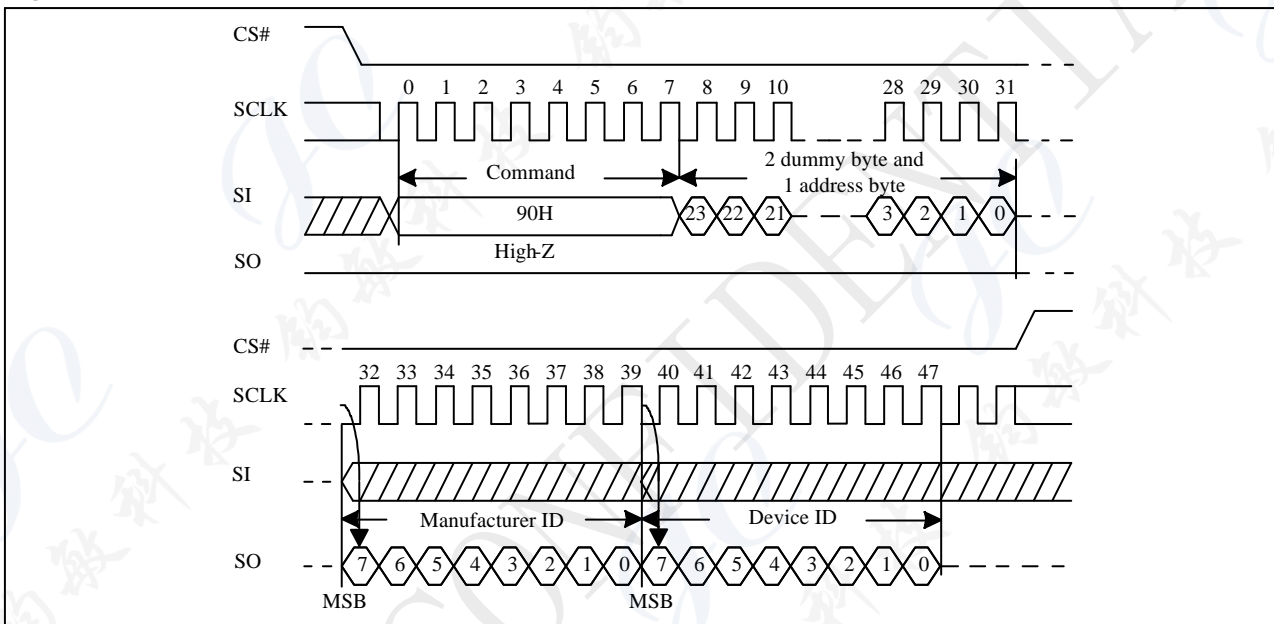 CS#
0 1 2 3 4 5 6 7 8 9 10 28 29 30 31
SCLK
Command
2 dummy byte and
1 address byte
SI
90H
23 22 21 3 2 1 0
High-Z
SO
CS#
32 33 34 35 36 37 38 39 40 41 42 43 44 45 46 47
SCLK
SI
Manufacturer ID
Device ID
SO
7 6 5 4 3 2 1 0 7 6 5 4 3 2 1 0
MSB
MSB